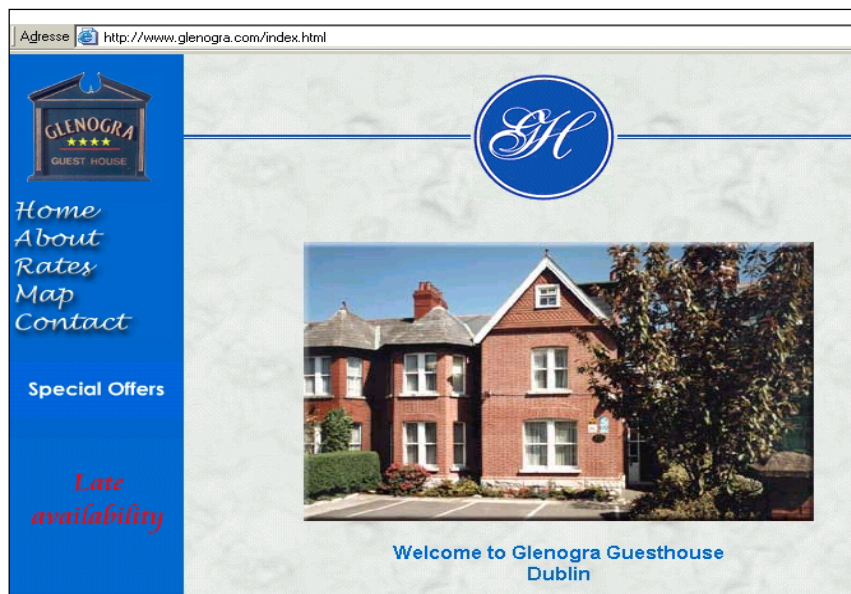 Adresse http://www.glenogra.com/index.html
GLENOGRA
GUEST HOUSE
GH
Home
About
Rates
Map
Contact
Special Offers
Late
availability
Welcome to Glenogra Guesthouse
Dublin